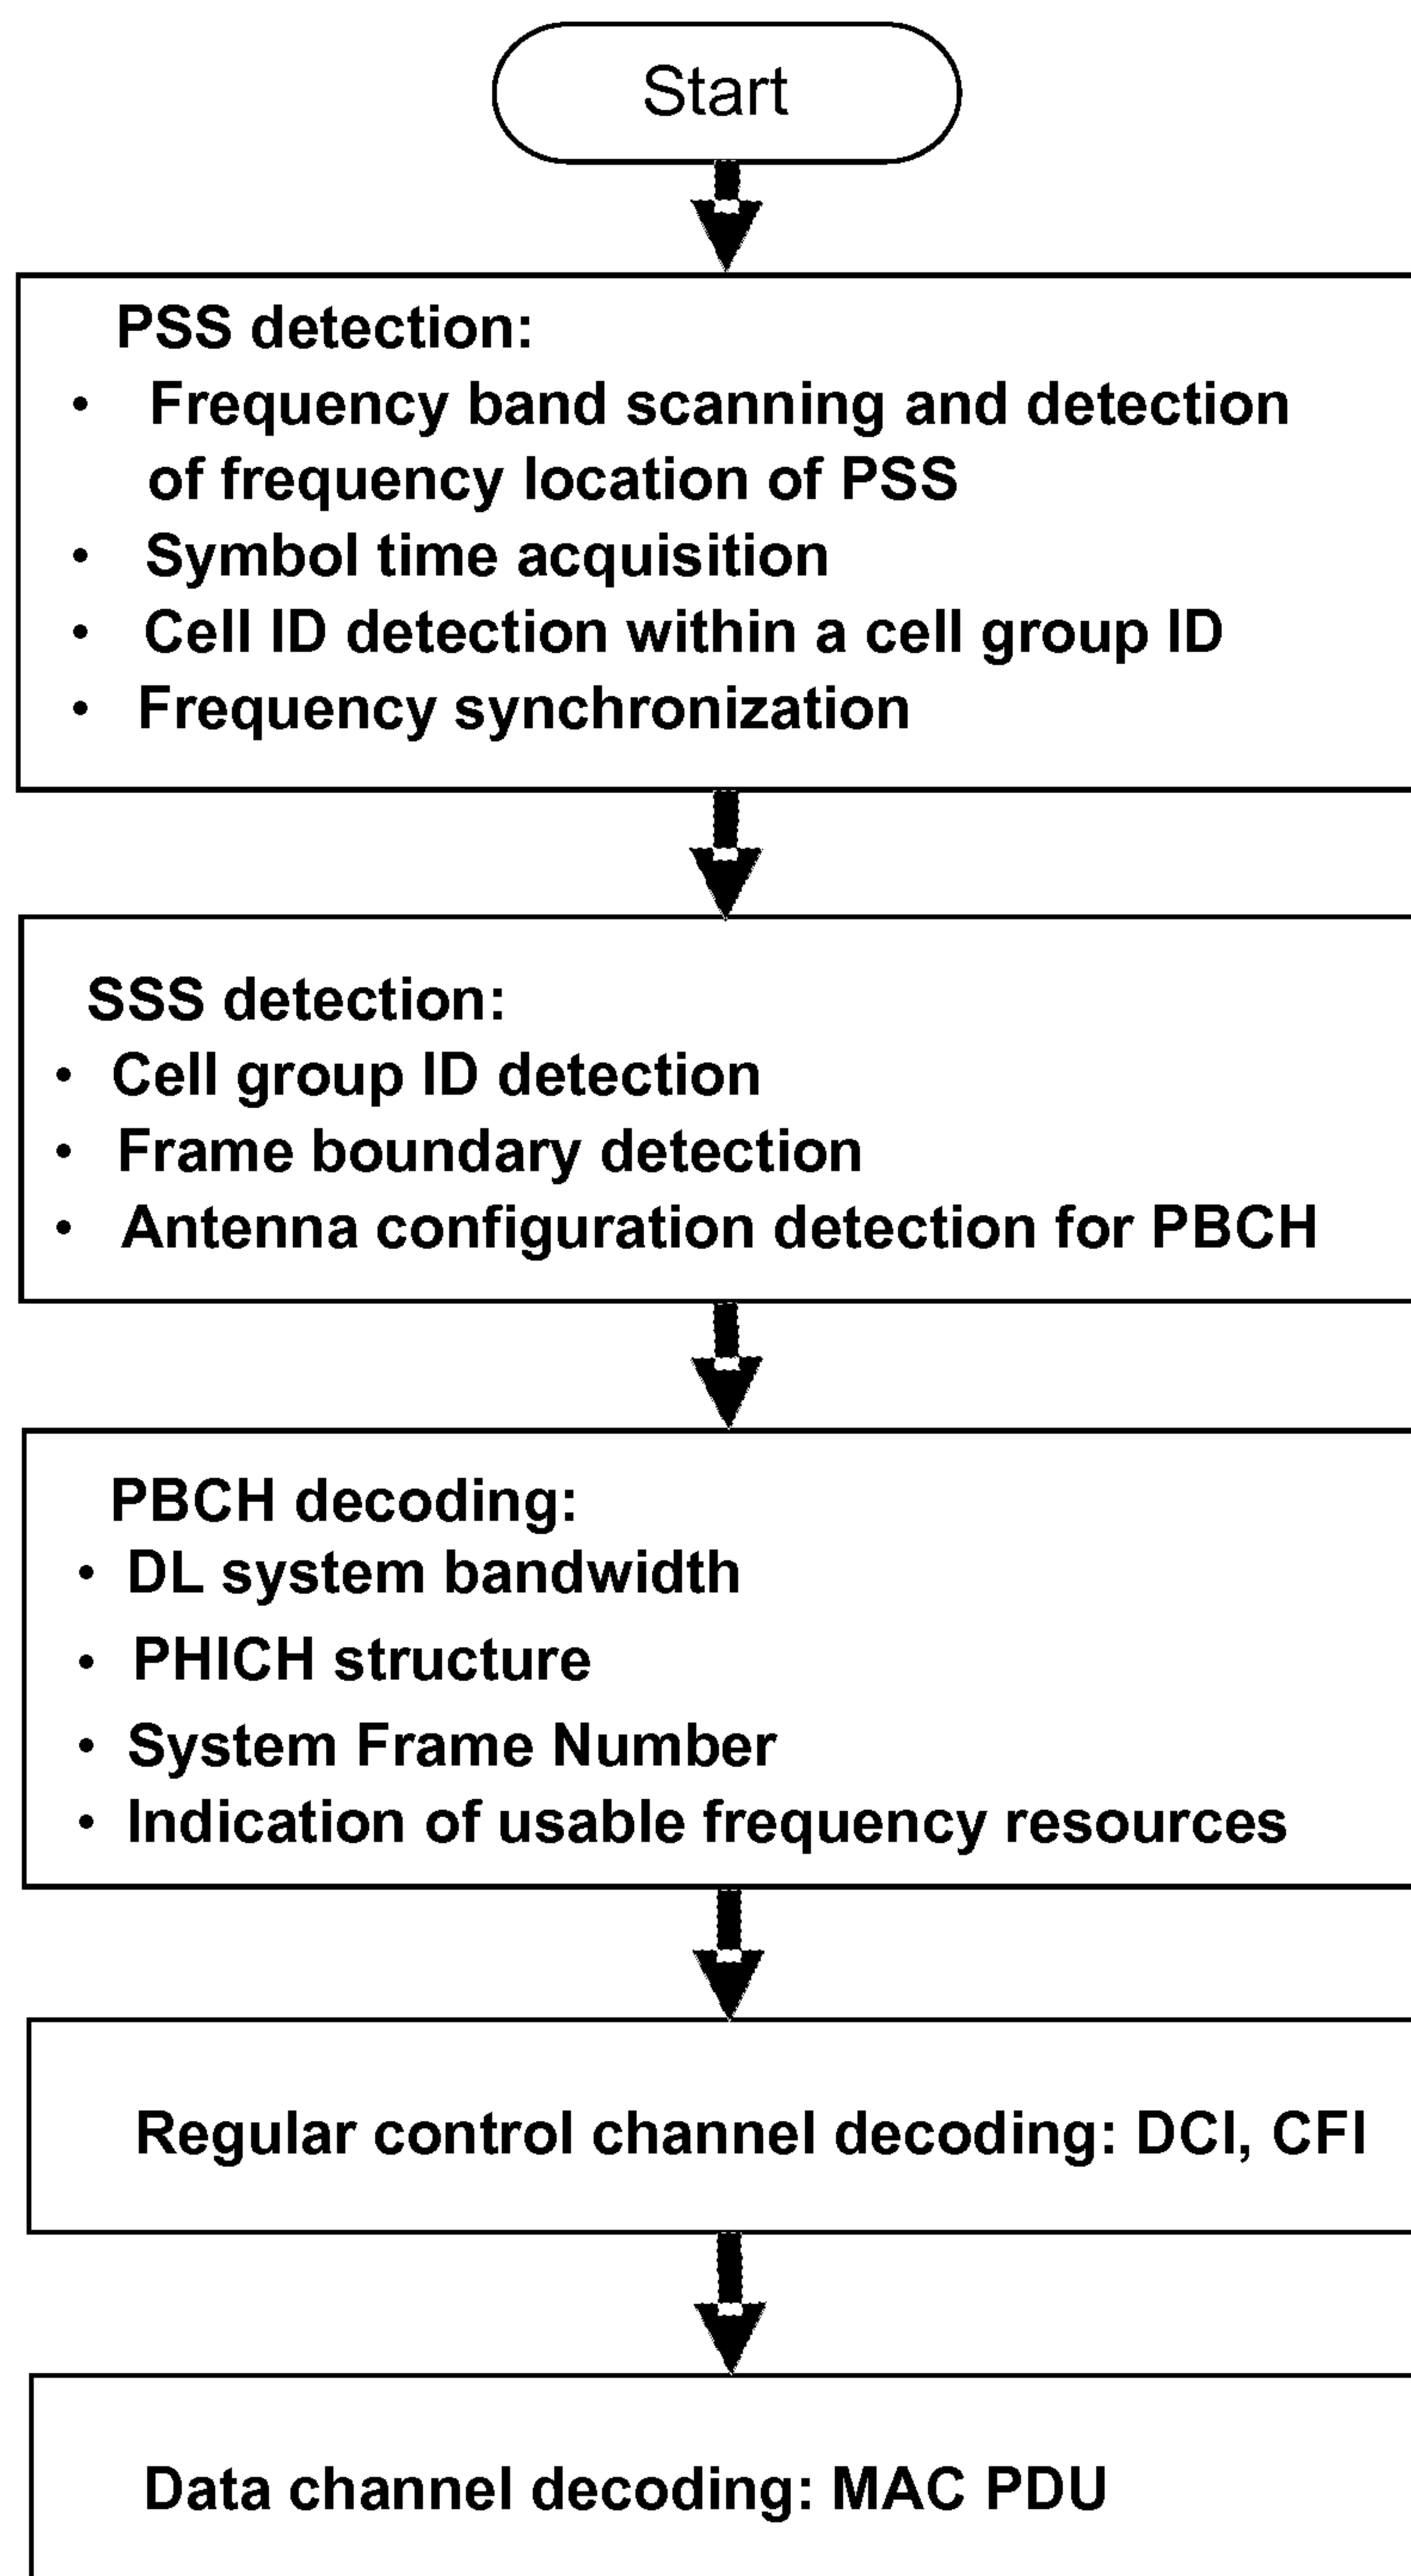 Start
PSS detection:
• Frequency band scanning and detection
of frequency location of PSS
• Symbol time acquisition
• Cell ID detection within a cell group ID
• Frequency synchronization
SSS detection:
• Cell group ID detection
• Frame boundary detection
• Antenna configuration detection for PBCH
PBCH decoding:
• DL system bandwidth
• PHICH structure
• System Frame Number
• Indication of usable frequency resources
Regular control channel decoding: DCI, CFI
Data channel decoding: MAC PDU